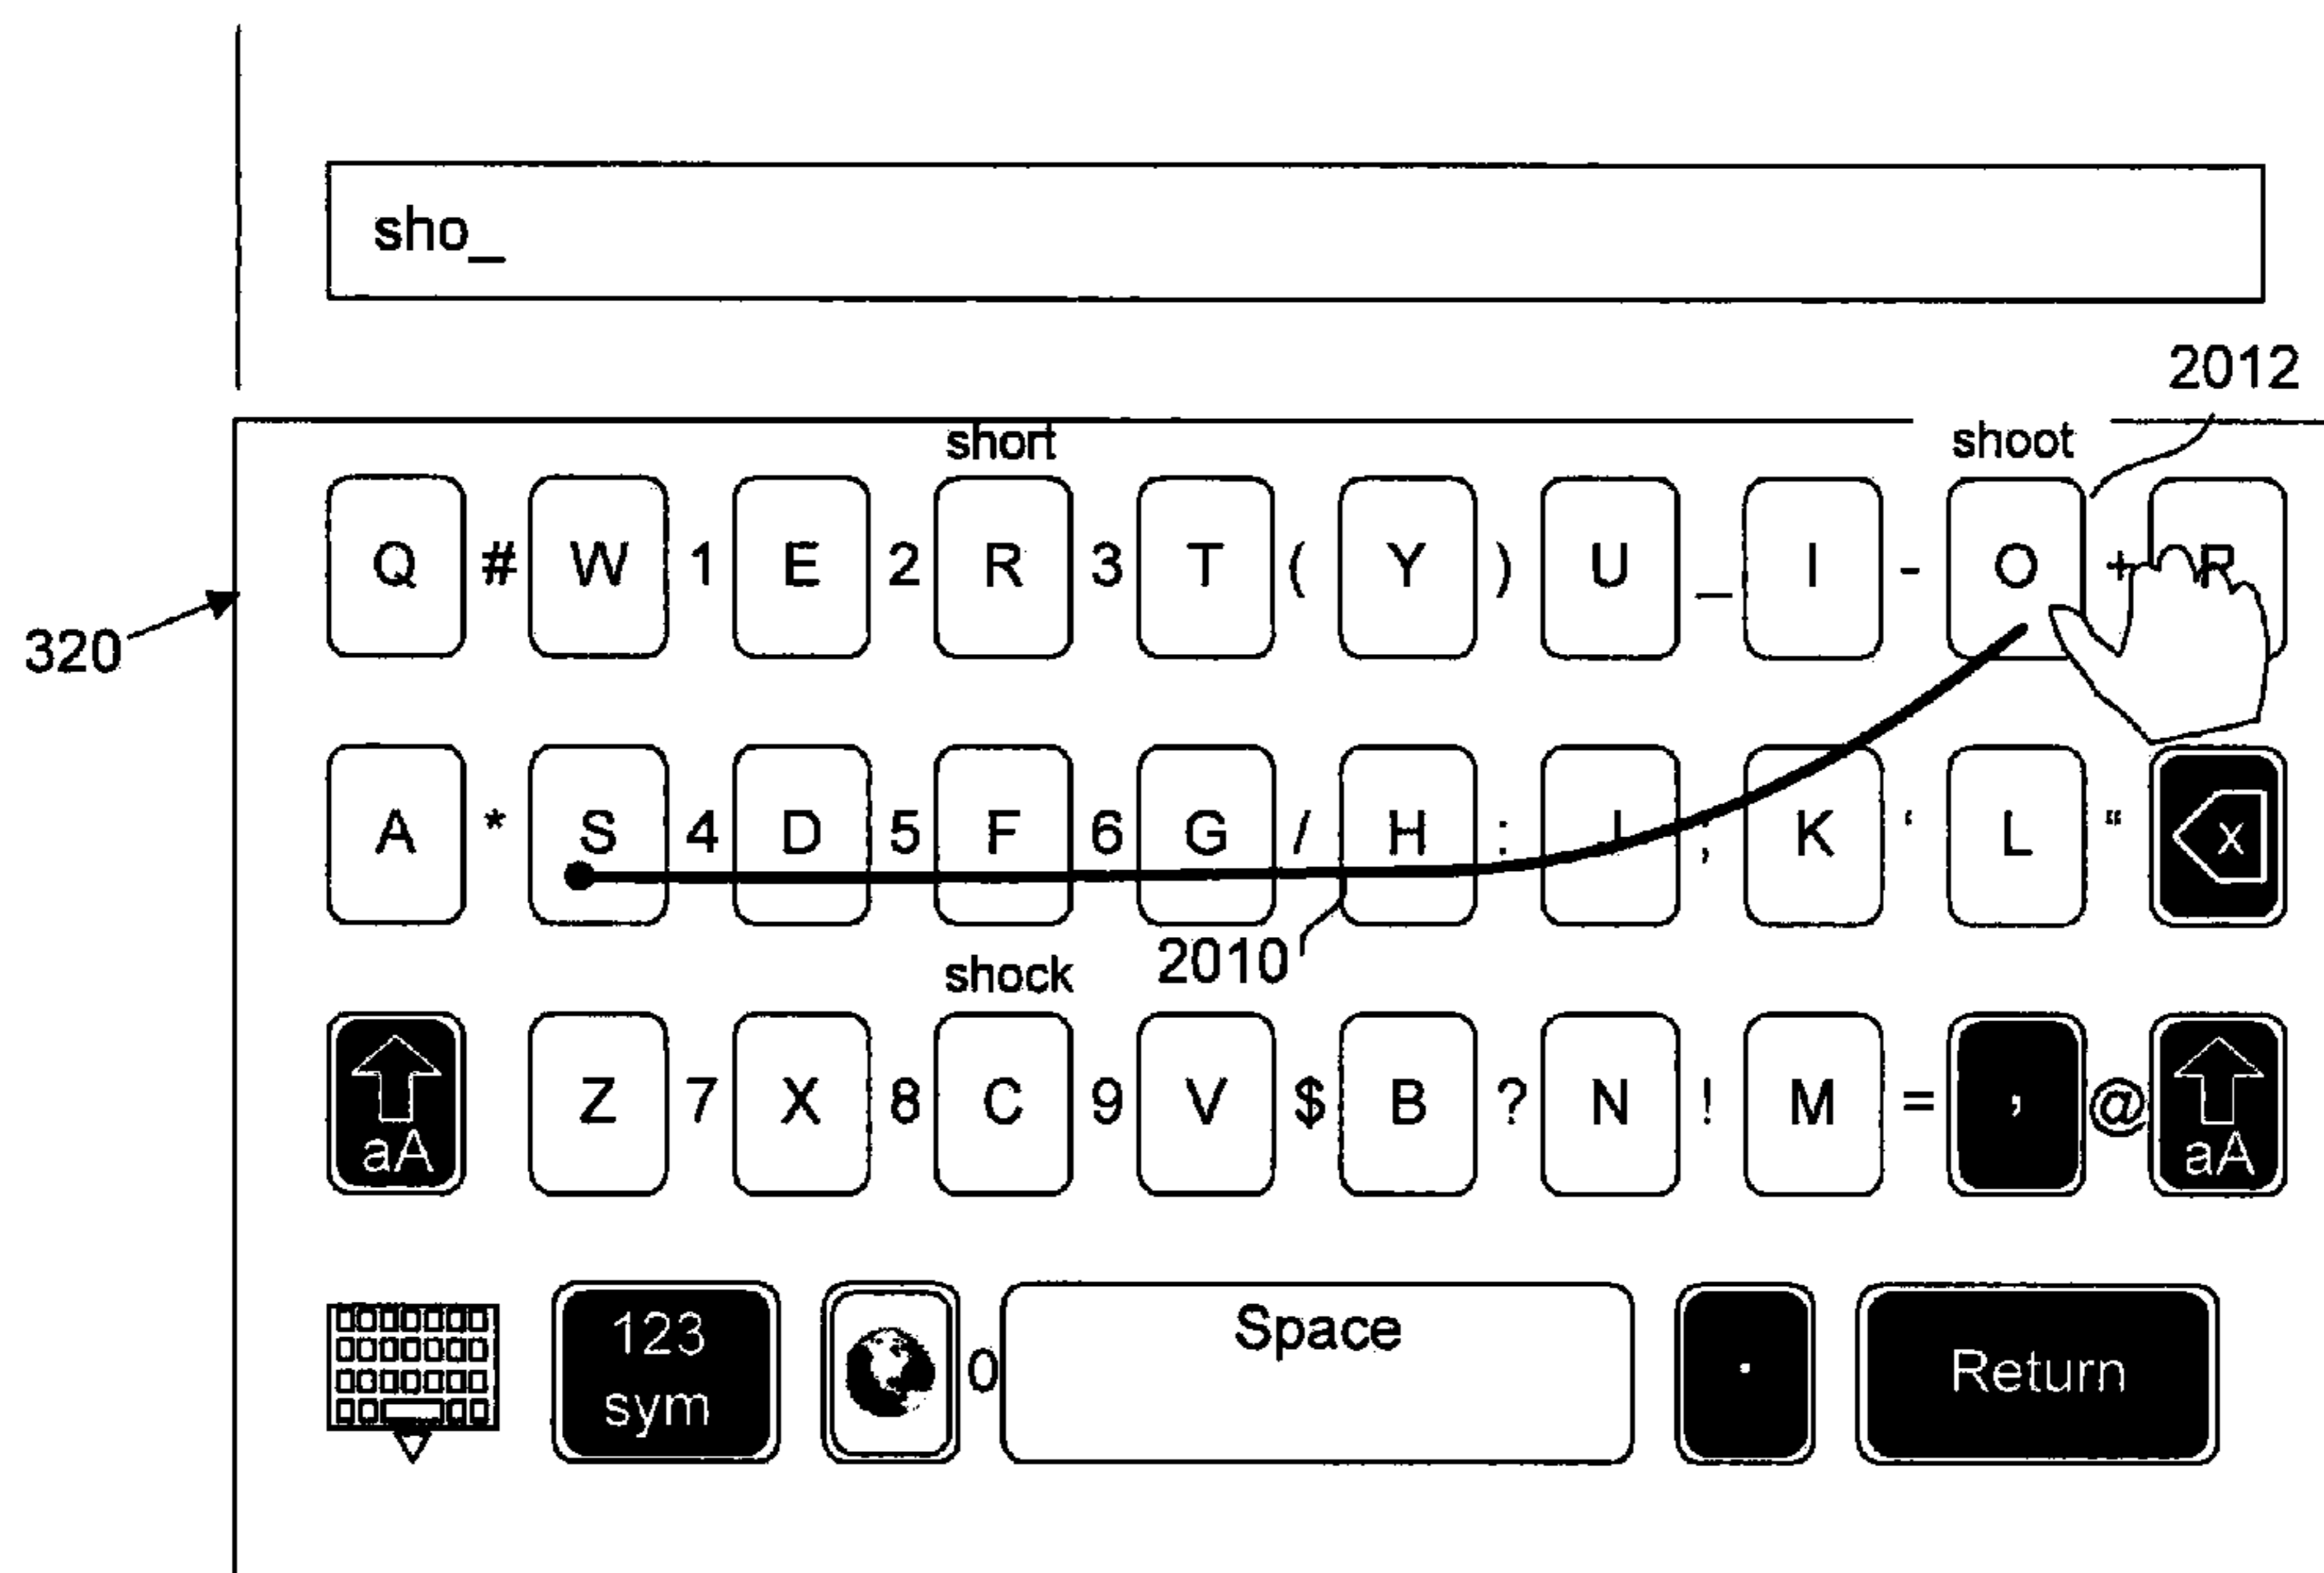 sho_
2012
short shoot
Q # W 1 E 2 R 3 T ( Y ) U _ I - O + P
320
A * S 4 D 5 F 6 G / H : J ; K ‘ L “ x
shock 2010
aA Z 7 X 8 C 9 V $ B ? N ! M = , @ aA
123 sym 0 Space . Return